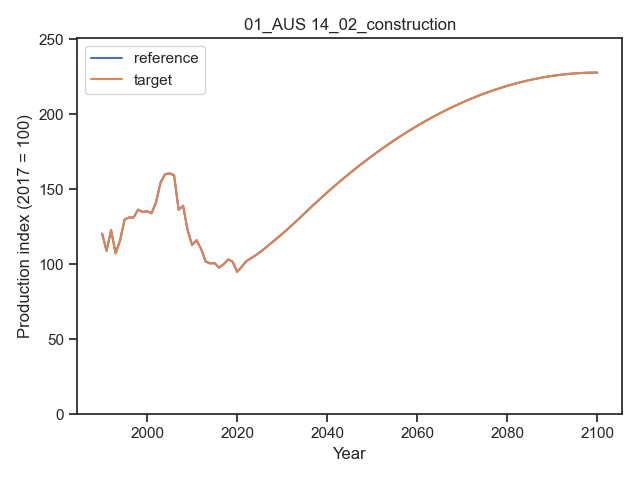 01_AUS 14_02_construction
reference
target
Production index (2017 = 100)
250
200
150
100
50
0
2000
2020
2040
2060
2080
2100
Year